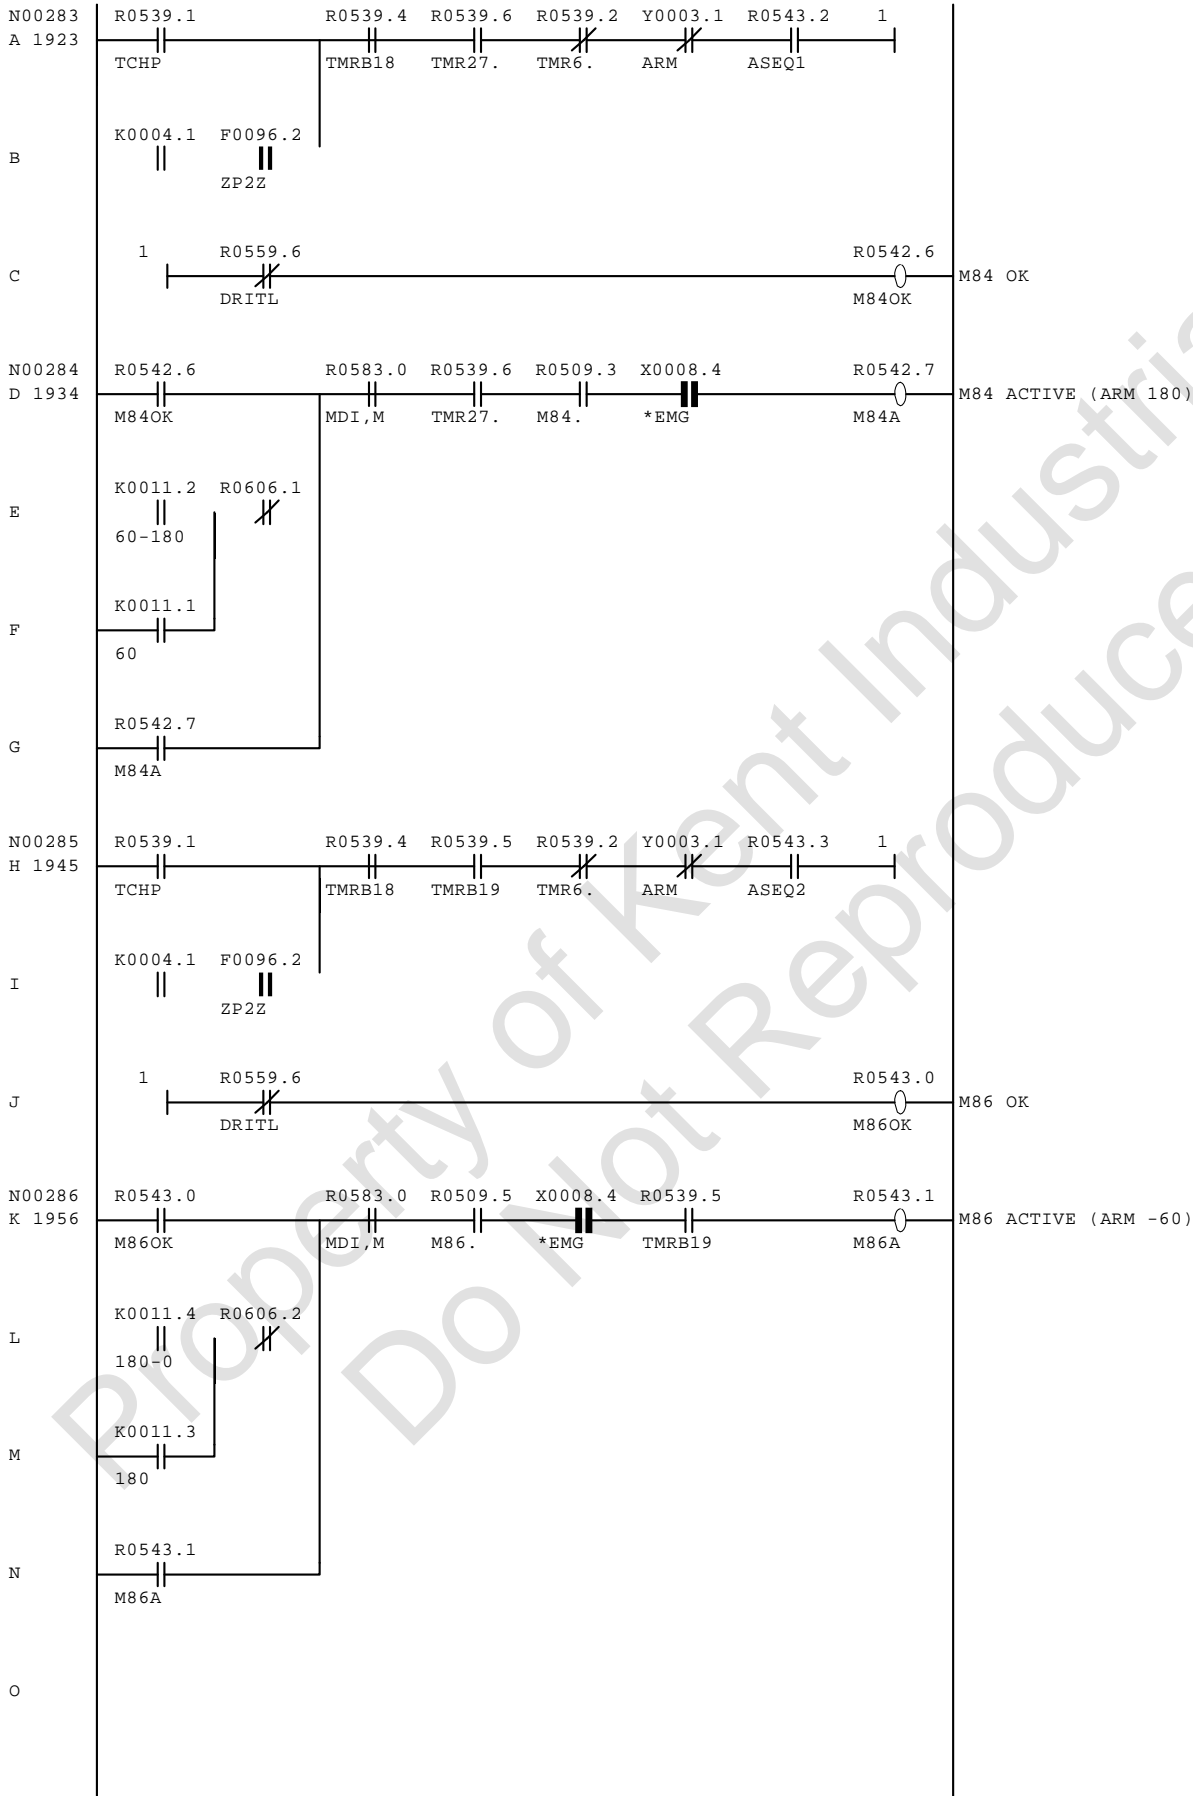 N00283 R0539.1 R0539.4 R0539.6 R0539.2 Y0003.1 R0543.2 1
A 1923
TCHP TMRB18 TMR27. TMR6. ARM ASEQ1
K0004.1 F0096.2
B
ZP2Z
1 R0559.6 R0542.6
C M84 OK
DRITL M84OK
N00284 R0542.6 R0583.0 R0539.6 R0509.3 X0008.4 R0542.7
D 1934 M84 ACTIVE (ARM 180)
M84OK MDI,M TMR27. M84. *EMG M84A
K0011.2 R0606.1
E
60-180
K0011.1
F
60
R0542.7
G
M84A
N00285 R0539.1 R0539.4 R0539.5 R0539.2 Y0003.1 R0543.3 1
H 1945
TCHP TMRB18 TMRB19 TMR6. ARM ASEQ2
K0004.1 F0096.2
I
ZP2Z
1 R0559.6 R0543.0
J M86 OK
DRITL M86OK
N00286 R0543.0 R0583.0 R0509.5 X0008.4 R0539.5 R0543.1
K 1956 M86 ACTIVE (ARM -60)
M86OK MDI,M M86. *EMG TMRB19 M86A
K0011.4 R0606.2
L
180-0
K0011.3
M
180
R0543.1
N
M86A
O
Property of Kent Industria
Do Not Reproduce